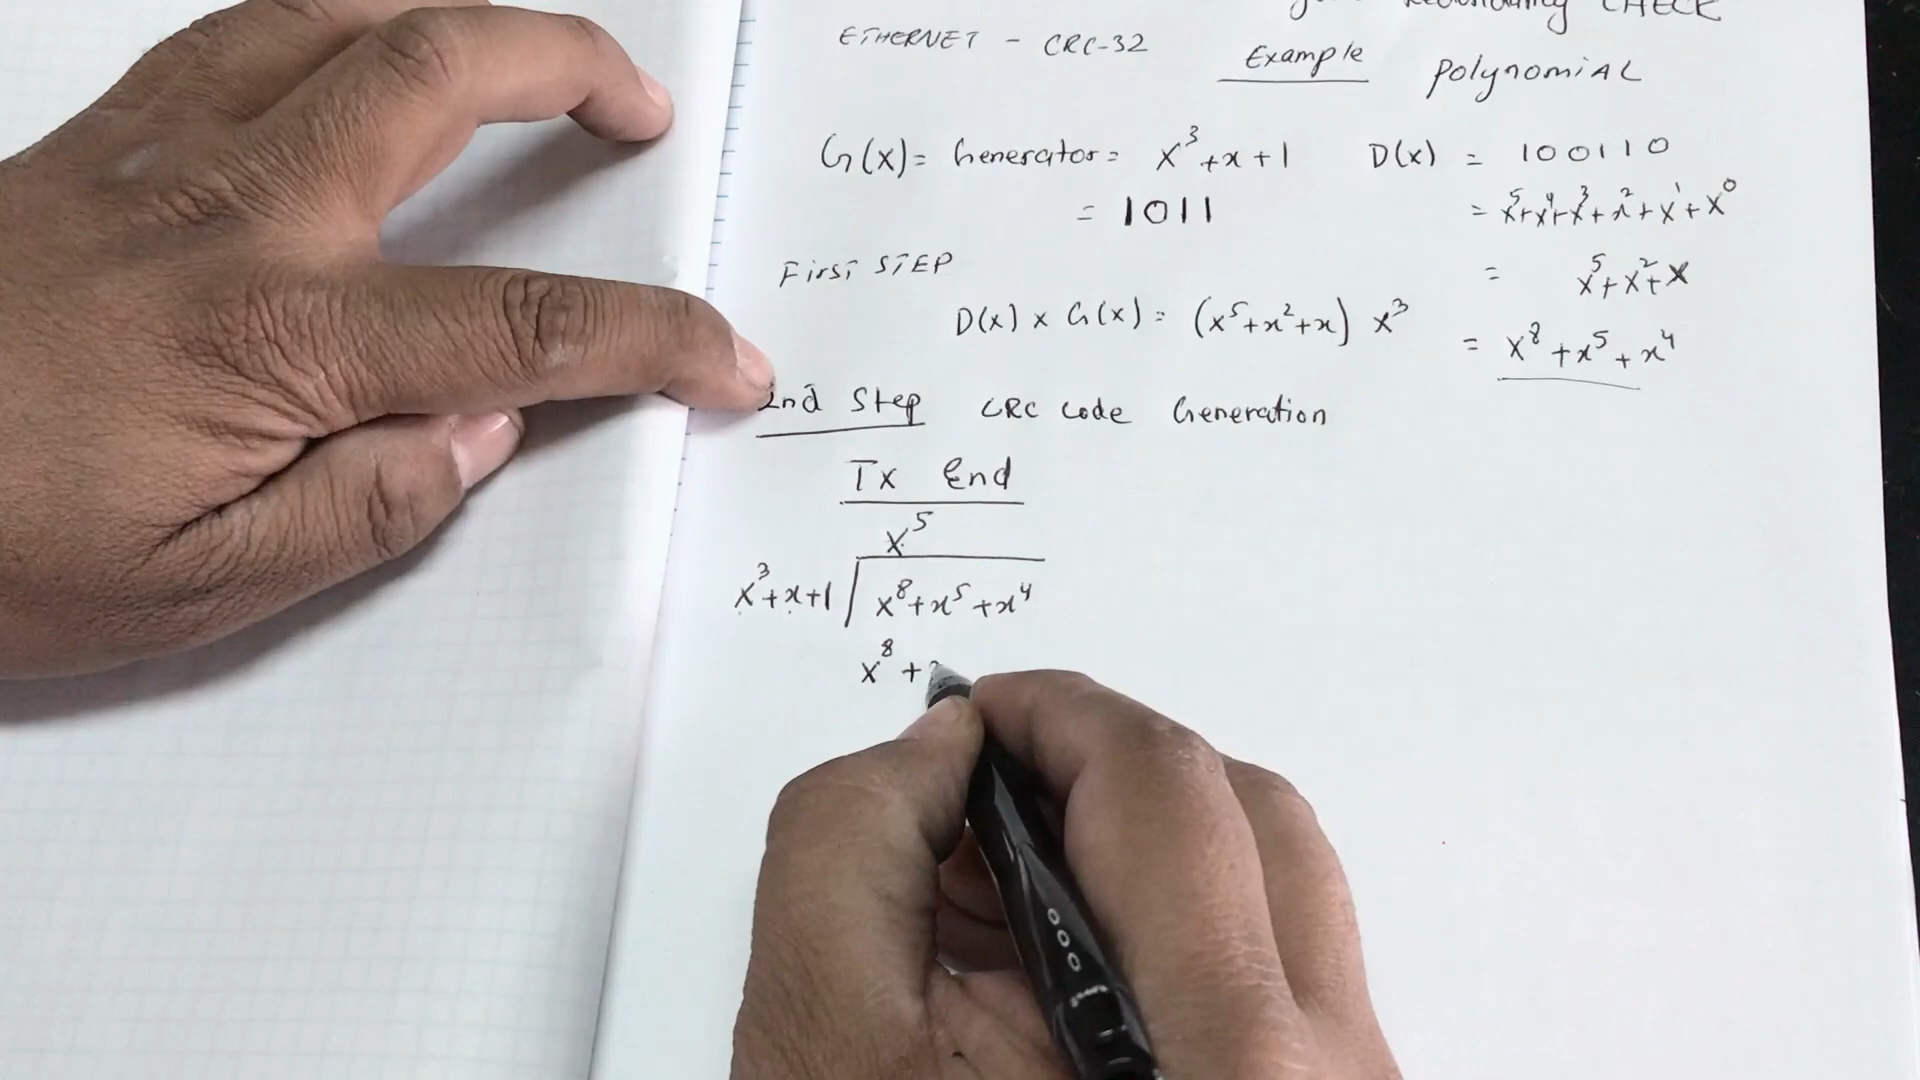 Redundancy CHECK
ETHERNET - CRC-32
Example
Polynomial
G(x) = Generator = x³+x+1
= 1011
D(x) = 100110
= x⁵+x⁴+x³+x²+x¹+x⁰
= x⁵+x²+x
= x⁸+x⁵+x⁴
First STEP
D(x) x G(x) = (x⁵+x²+x) x³
2nd Step CRC Code Generation
Tx End
x⁵
x³+x+1 x⁸+x⁵+x⁴
x⁸+